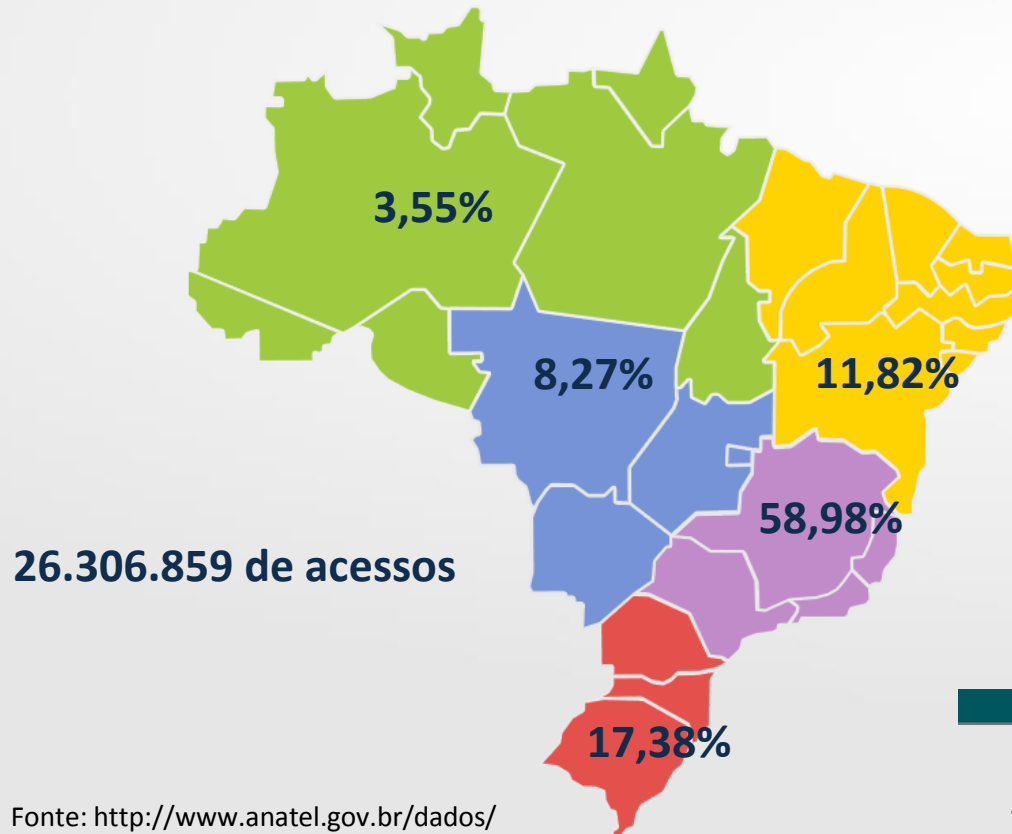 3,55%
8,27%
11,82%
58,98%
26.306.859 de acessos
17,38%
Fonte: http://www.anatel.gov.br/dados/